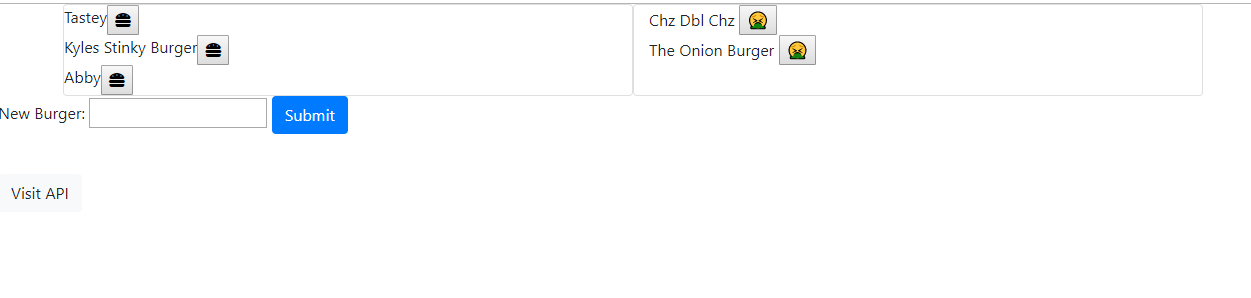 Tastey
Kyles Stinky Burger
Abby
Chz Dbl Chz
The Onion Burger
New Burger:
Submit
Visit API